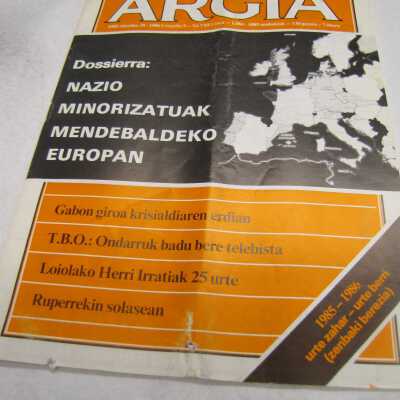 ARGIA
Dossierra:
NAZIO
MINORIZATUAK
MENDEBALDEKO
EUROPAN
Gabon giroa krisialdiaren erdian
T.B.O.: Ondarruk badu bere telebista
Loiolako Herri Irratiak 25 urte
Ruperrekin solasean
1985 – 1986
urte zahar – urte berri
(zenbaki berezia)